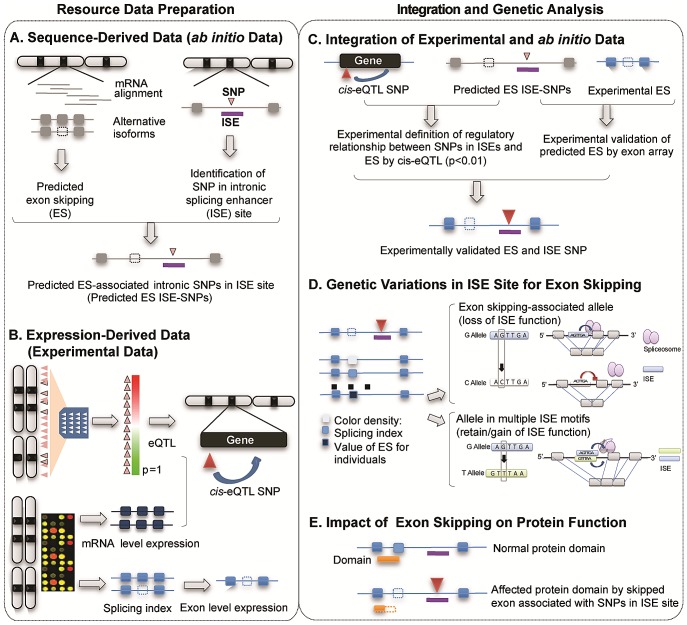 Resource Data Preparation
Integration and Genetic Analysis
A. Sequence-Derived Data (ab initio Data)
mRNA
alignment
Alternative
isoforms
SNP
ISE
Predicted
exon skipping
(ES)
Identification of
SNP in intronic
splicing enhancer
(ISE) site
Predicted ES-associated intronic SNPs in ISE site
(Predicted ES ISE-SNPs)
B. Expression-Derived Data
(Experimental Data)
eQTL
p=1
Gene
cis-eQTL SNP
mRNA level expression
Splicing index
Exon level expression
C. Integration of Experimental and ab initio Data
Gene
cis-eQTL SNP
Predicted ES ISE-SNPs
Experimental ES
Experimental definition of regulatory
relationship between SNPs in ISEs and
ES by cis-eQTL (p<0.01)
Experimental validation of
predicted ES by exon array
Experimentally validated ES and ISE SNP
D. Genetic Variations in ISE Site for Exon Skipping
Color density:
Splicing index
Value of ES for
individuals
Exon skipping-associated allele
(loss of ISE function)
G Allele
AGTTGA
C Allele
ACTTGA
5'
AGTTGA
3'
Spliceosome
5'
ACTTGA
3'
ISE
Allele in multiple ISE motifs
(retain/gain of ISE function)
G Allele
AGTTGA
T Allele
GTTTAA
5'
AGTTGA
GTTTAA
3'
ISE
E. Impact of Exon Skipping on Protein Function
Domain
Normal protein domain
Affected protein domain by skipped
exon associated with SNPs in ISE site